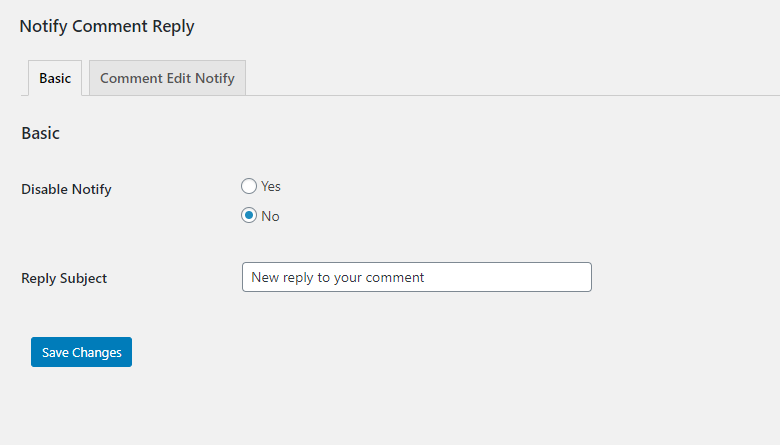 Notify Comment Reply
Basic
Comment Edit Notify
Basic
Disable Notify
Yes
No
Reply Subject
New reply to your comment
Save Changes